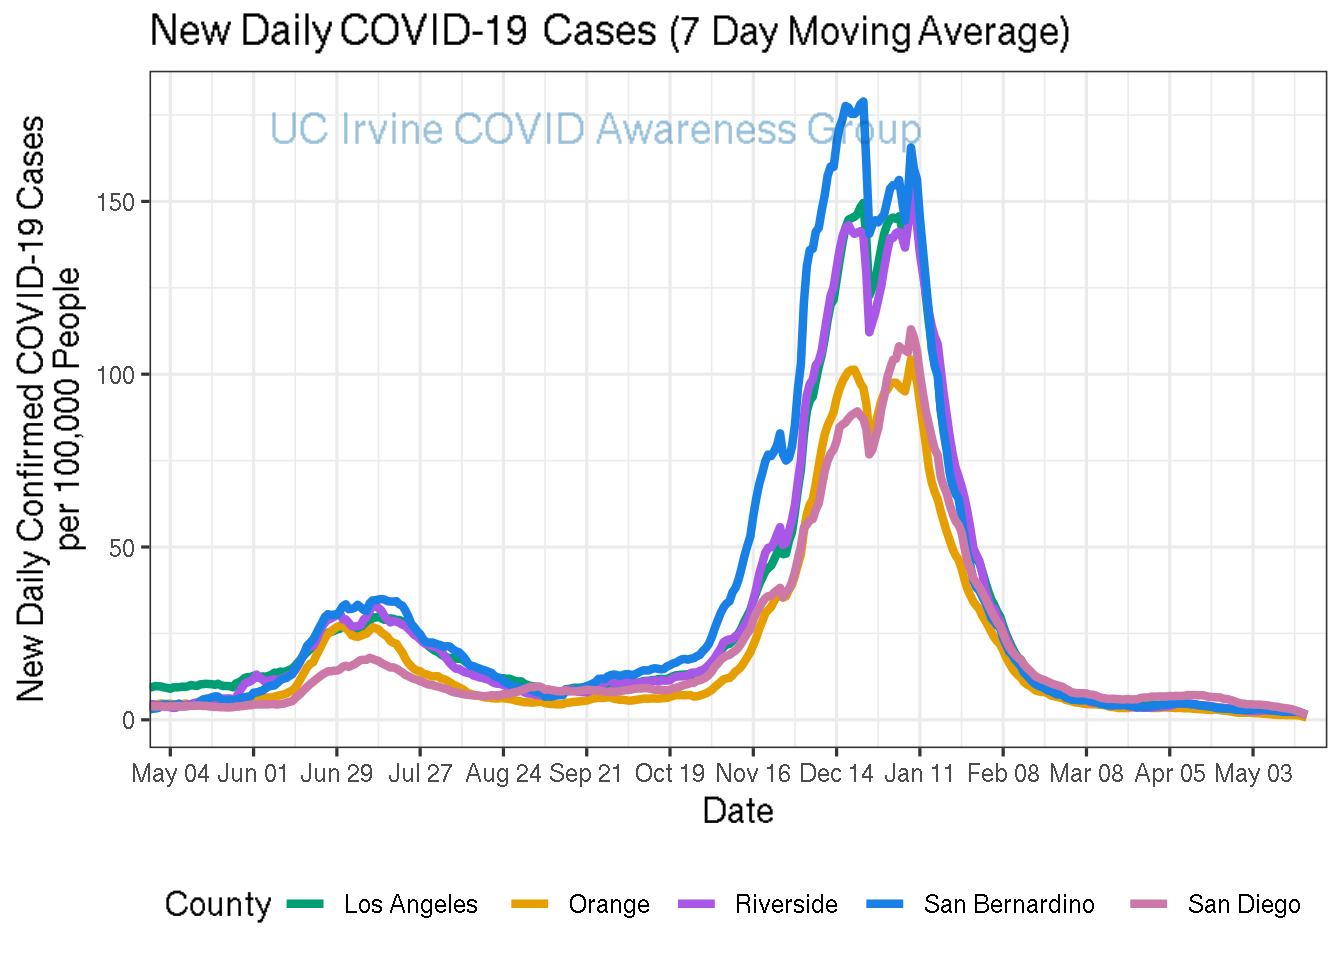 New Daily COVID-19 Cases (7 Day Moving Average)
UC Irvine COVID Awareness Group
New Daily Confirmed COVID-19 Cases
per 100,000 People
150
100
50
0
May 04 Jun 01 Jun 29 Jul 27 Aug 24 Sep 21 Oct 19 Nov 16 Dec 14 Jan 11 Feb 08 Mar 08 Apr 05 May 03
Date
County Los Angeles Orange Riverside San Bernardino San Diego